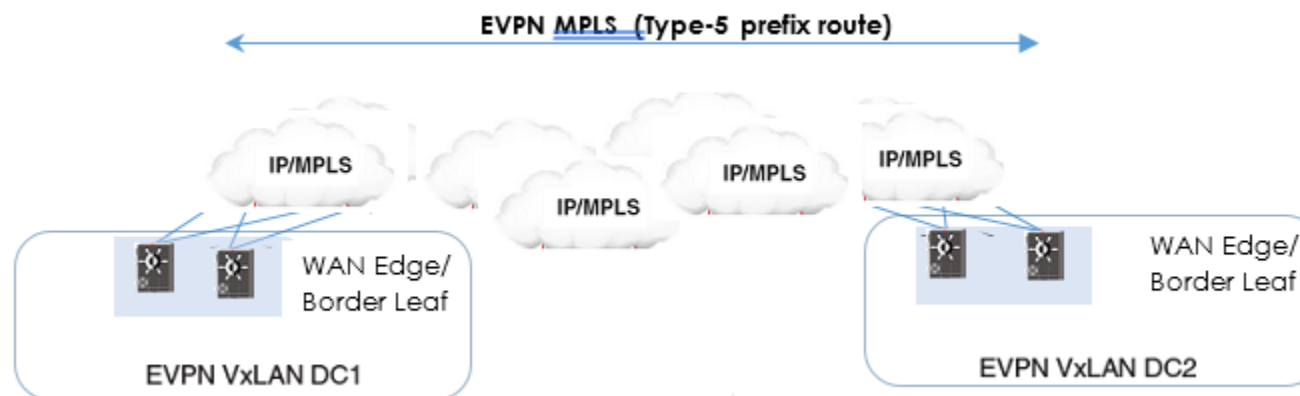 EVPN MPLS (Type-5 prefix route)
IP/MPLS
IP/MPLS
IP/MPLS
IP/MPLS
WAN Edge/
Border Leaf
WAN Edge/
Border Leaf
EVPN VxLAN DC1
EVPN VxLAN DC2